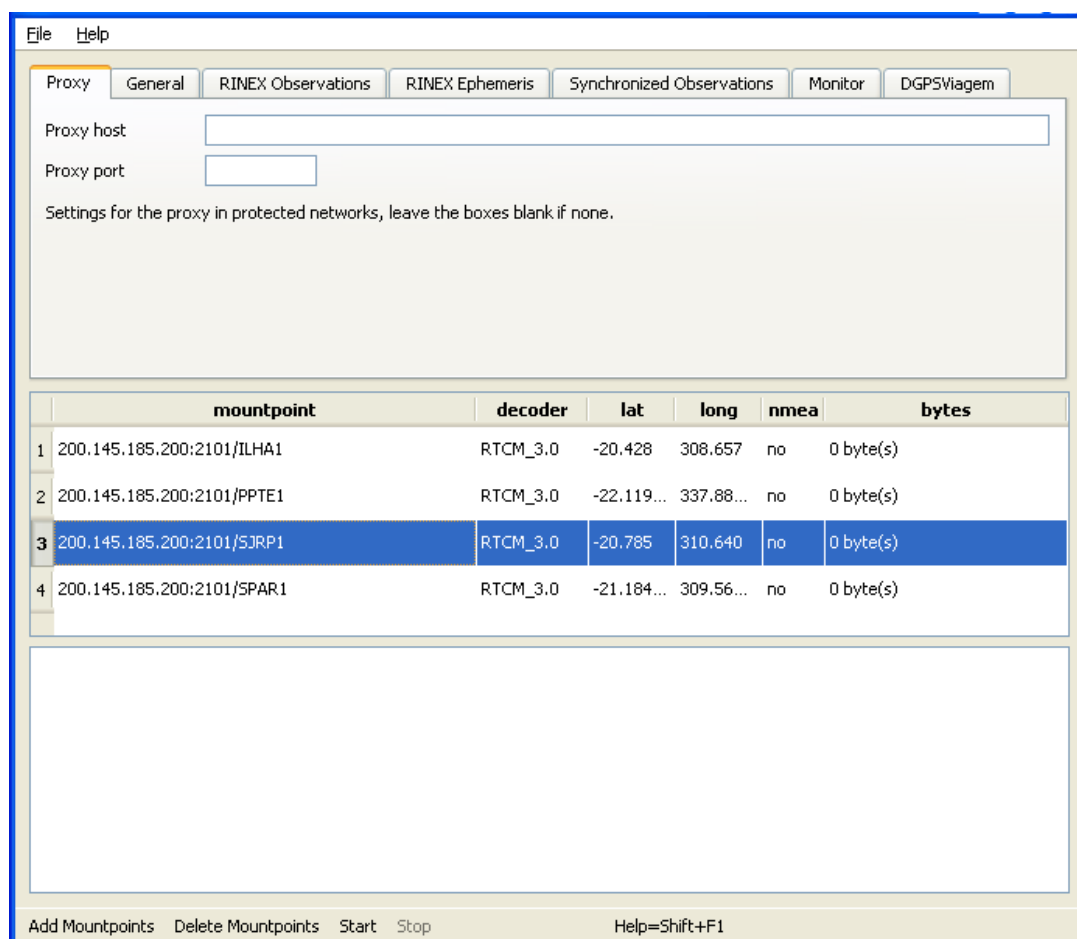 File Help
Proxy General RINEX Observations RINEX Ephemeris Synchronized Observations Monitor DGPSViagem
Proxy host
Proxy port
Settings for the proxy in protected networks, leave the boxes blank if none.
mountpoint decoder lat long nmea bytes
1 200.145.185.200:2101/ILHA1 RTCM_3.0 -20.428 308.657 no 0 byte(s)
2 200.145.185.200:2101/PPTE1 RTCM_3.0 -22.119... 337.88... no 0 byte(s)
3 200.145.185.200:2101/SJRP1 RTCM_3.0 -20.785 310.640 no 0 byte(s)
4 200.145.185.200:2101/SPAR1 RTCM_3.0 -21.184... 309.56... no 0 byte(s)
Add Mountpoints Delete Mountpoints Start Stop Help=Shift+F1